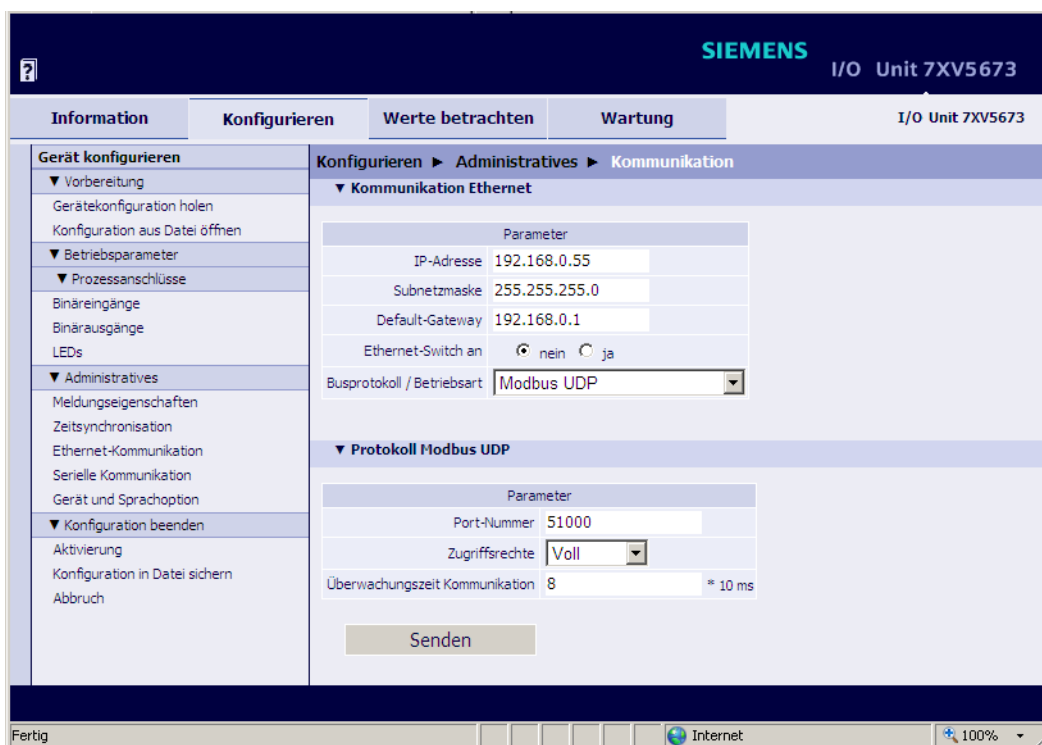 SIEMENS
I/O Unit 7XV5673
Information
Konfigurieren
Werte betrachten
Wartung
I/O Unit 7XV5673
Gerät konfigurieren
▼ Vorbereitung
Gerätekonfiguration holen
Konfiguration aus Datei öffnen
▼ Betriebsparameter
▼ Prozessanschlüsse
Binäreingänge
Binärausgänge
LEDs
▼ Administratives
Meldungseigenschaften
Zeitsynchronisation
Ethernet-Kommunikation
Serielle Kommunikation
Gerät und Sprachoption
▼ Konfiguration beenden
Aktivierung
Konfiguration in Datei sichern
Abbruch
Konfigurieren ► Administratives ► Kommunikation
▼ Kommunikation Ethernet
Parameter
IP-Adresse 192.168.0.55
Subnetzmaske 255.255.255.0
Default-Gateway 192.168.0.1
Ethernet-Switch an nein ja
Busprotokoll / Betriebsart Modbus UDP
▼ Protokoll Modbus UDP
Parameter
Port-Nummer 51000
Zugriffsrechte Voll
Überwachungszeit Kommunikation 8 * 10 ms
Senden
Fertig
Internet
100%